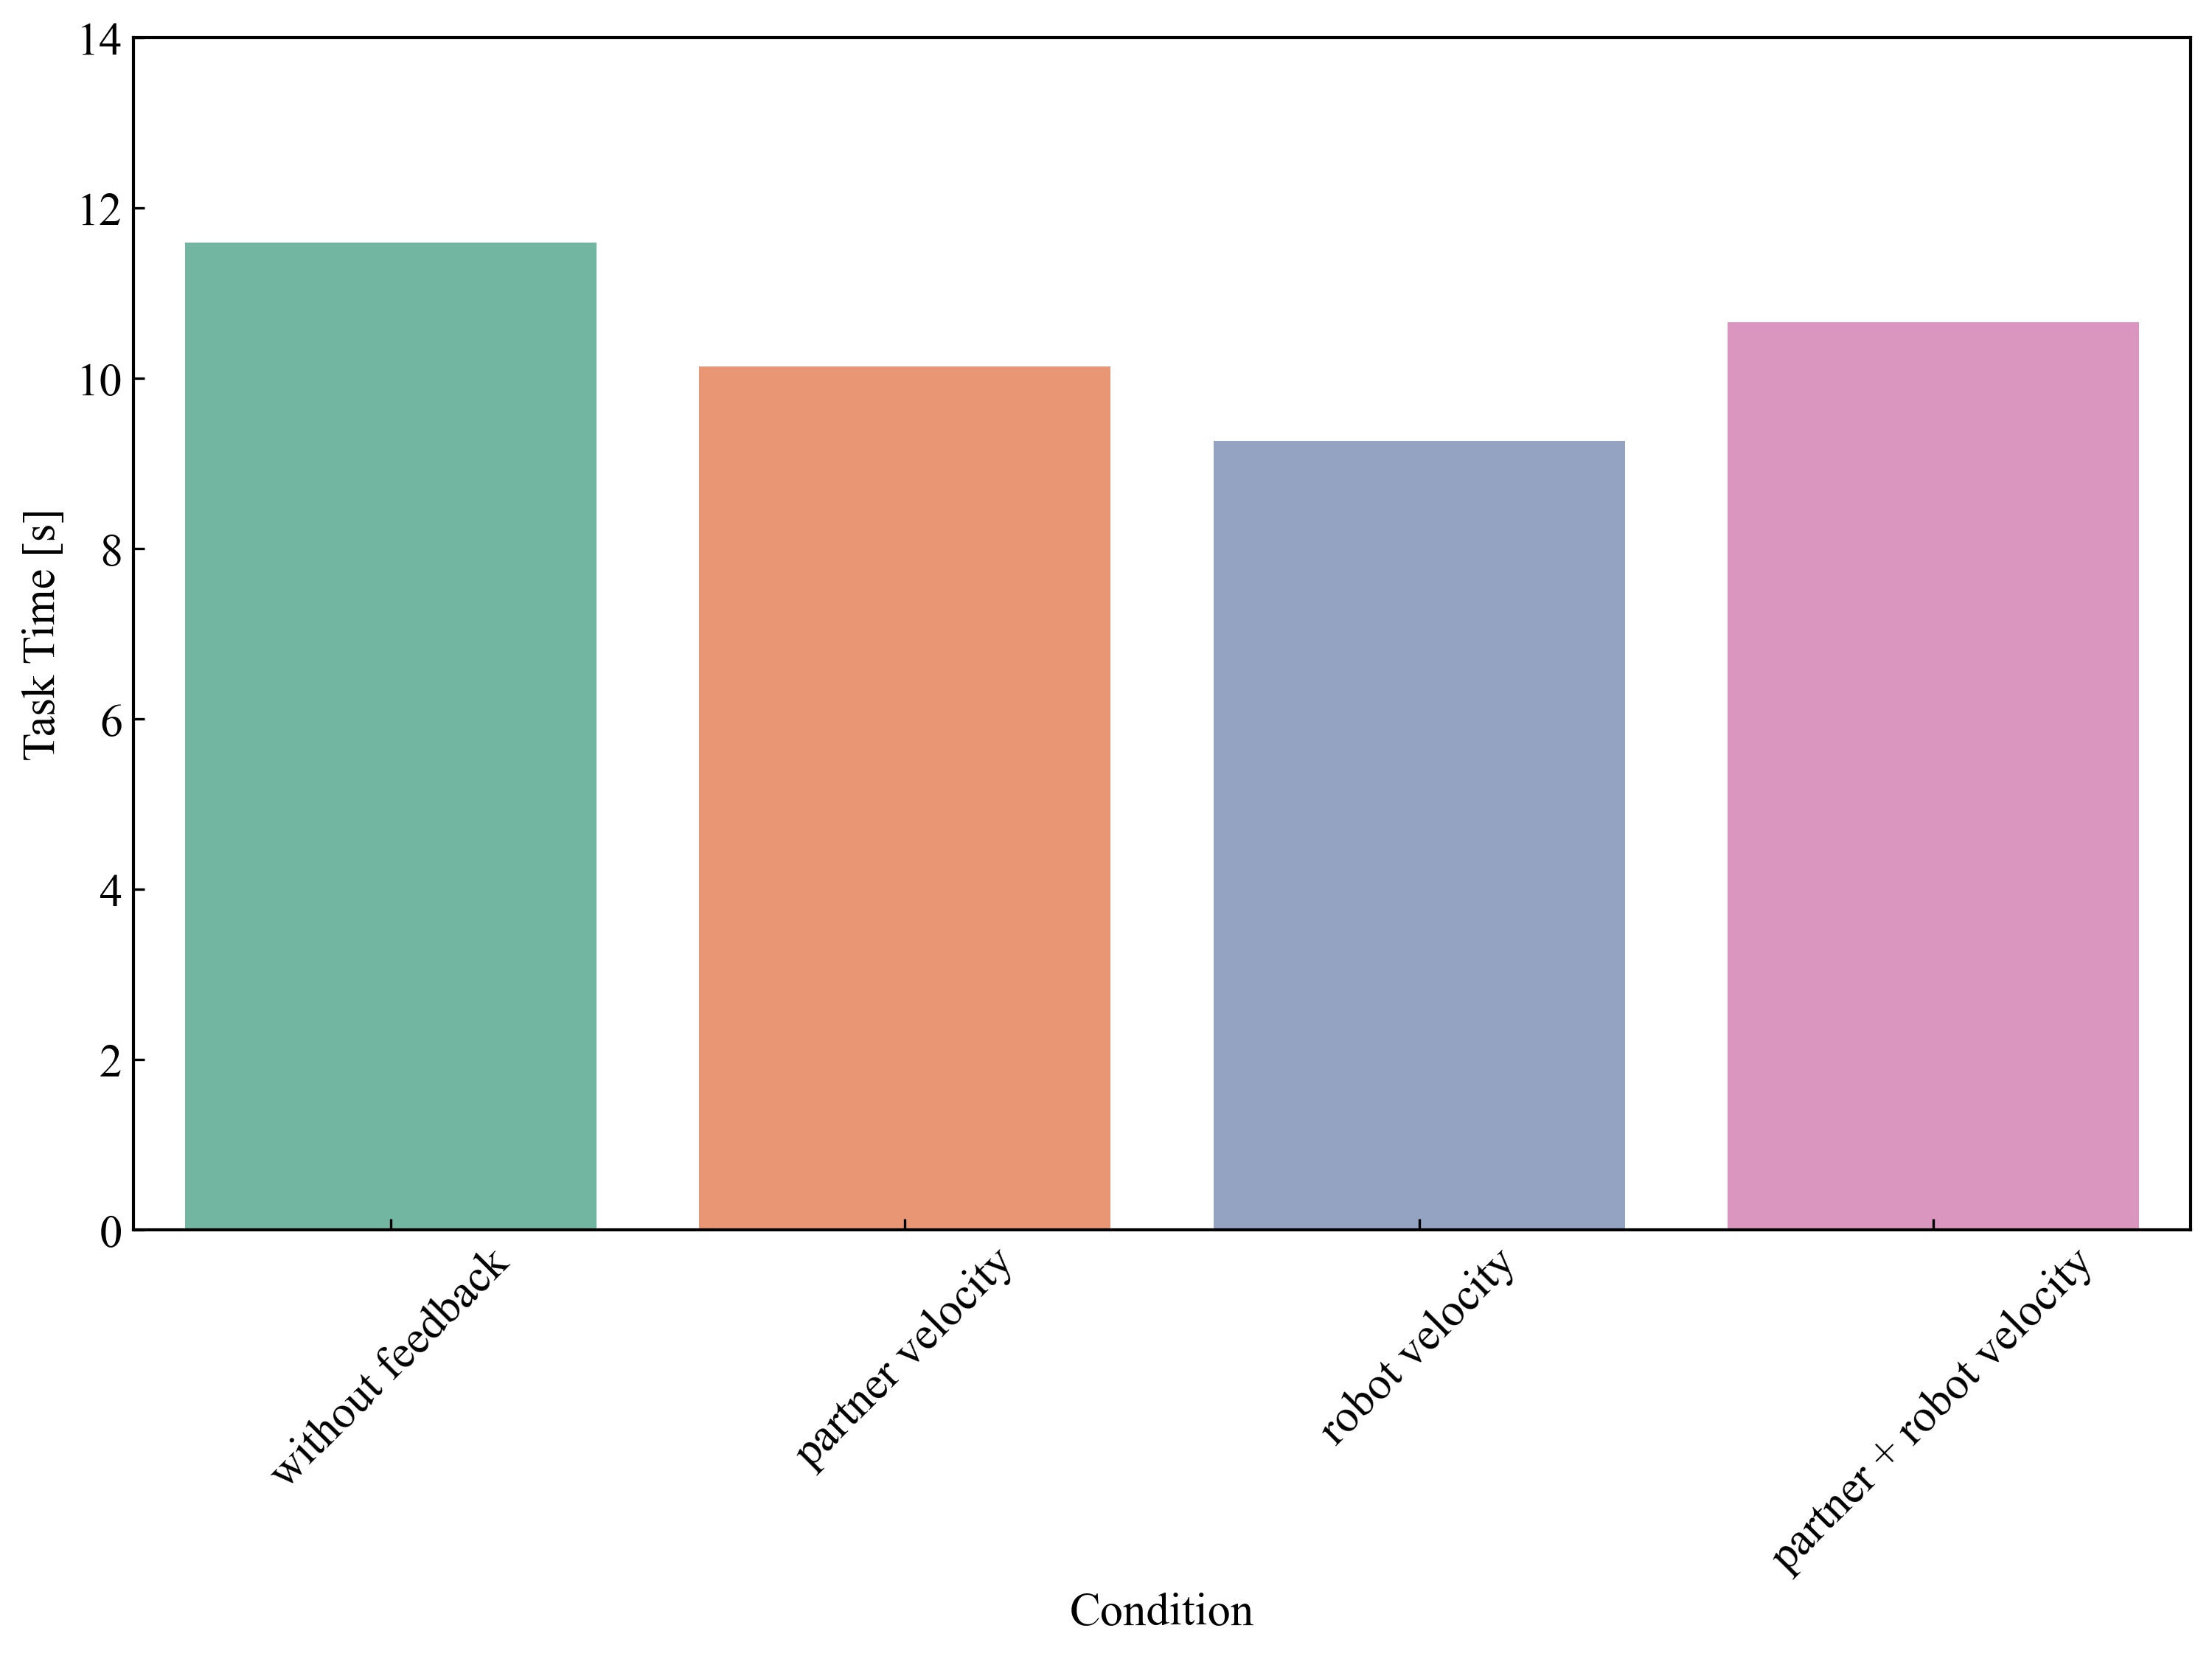 Task Time [s]
14
12
10
8
6
4
2
0
without feedback
partner velocity
robot velocity
partner + robot velocity
Condition